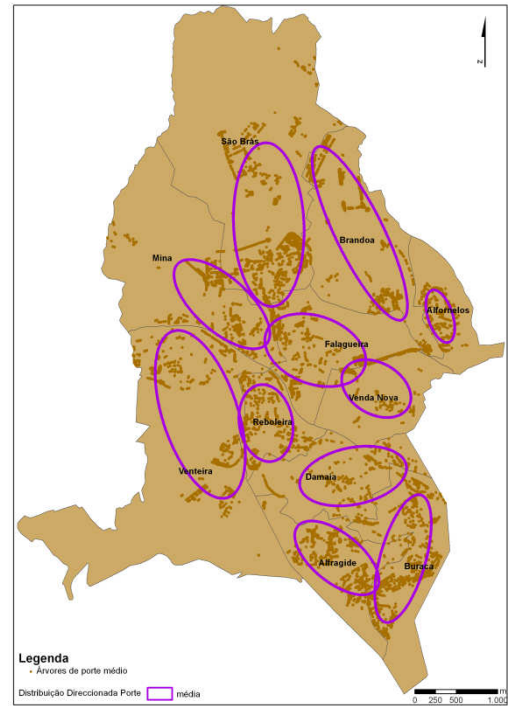 z
São Brás
Brandoa
Mina
Alfornelos
Falagueira
Venda Nova
Reboleira
Venteira
Damaia
Alfragide
Buraca
Legenda
Árvores de porte médio
Distribuição Direccionada Porte média
m
0 250 500 1.000